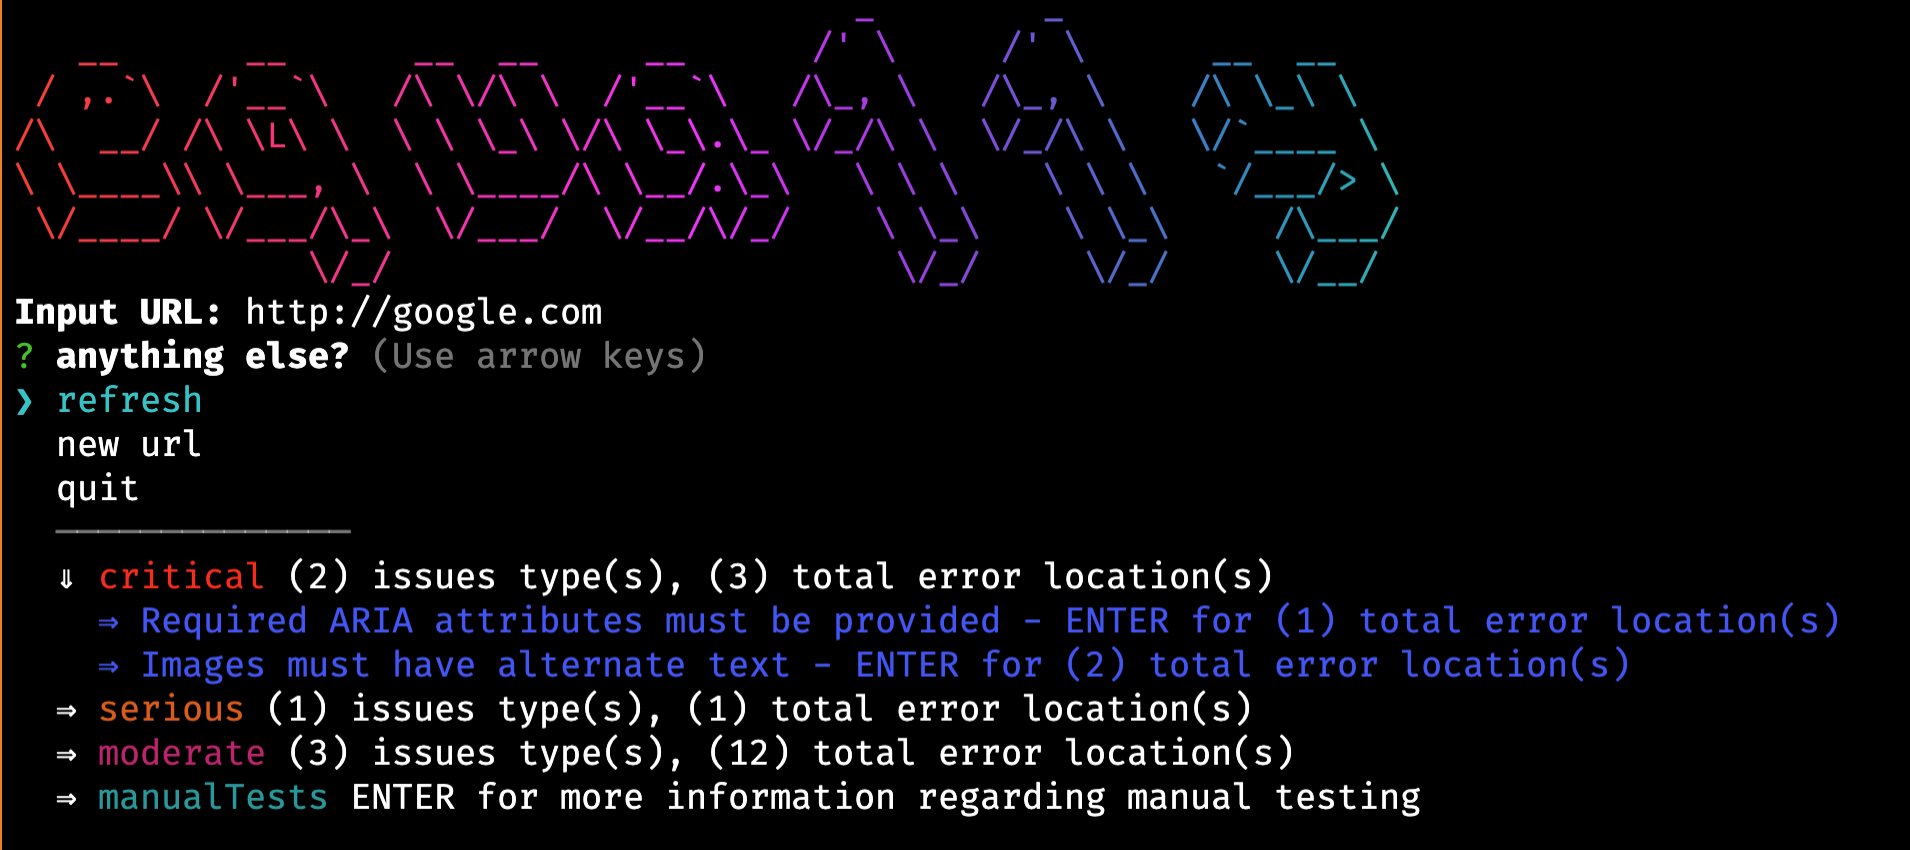 equa11y
Input URL: http://google.com
? anything else? (Use arrow keys)
❯ refresh
new url
quit
──────────────
⇓ critical (2) issues type(s), (3) total error location(s)
⇒ Required ARIA attributes must be provided – ENTER for (1) total error location(s)
⇒ Images must have alternate text – ENTER for (2) total error location(s)
⇒ serious (1) issues type(s), (1) total error location(s)
⇒ moderate (3) issues type(s), (12) total error location(s)
⇒ manualTests ENTER for more information regarding manual testing